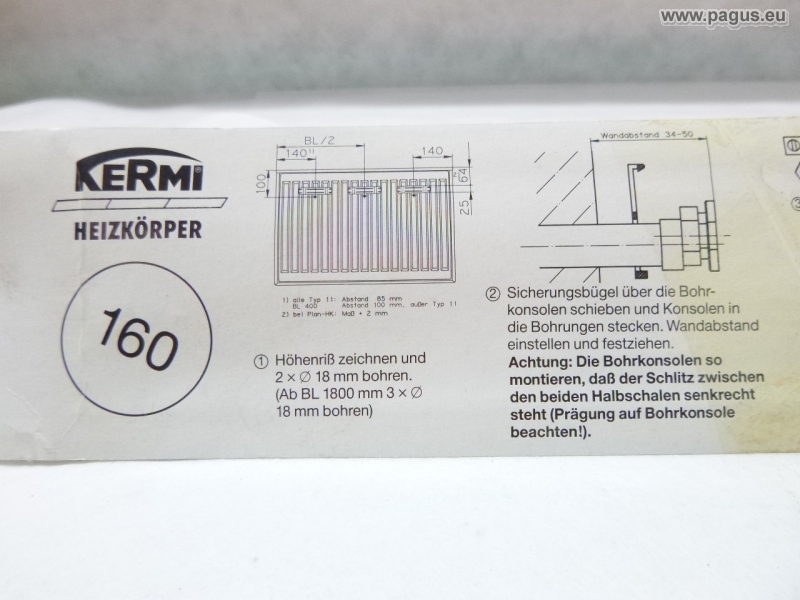 www.pagus.eu
KERMI
HEIZKÖRPER
160
BL/2
140¹⁾
140
100
64
25
1) alle Typ 11: Abstand 85 mm
BL 400 Abstand 100 mm, außer Typ 11
2) bei Plan-HK: Maß + 2 mm
① Höhenriß zeichnen und
2 × Ø 18 mm bohren.
(Ab BL 1800 mm 3 × Ø
18 mm bohren)
Wandabstand 34-50
② Sicherungsbügel über die Bohr-
konsolen schieben und Konsolen in
die Bohrungen stecken. Wandabstand
einstellen und festziehen.
Achtung: Die Bohrkonsolen so
montieren, daß der Schlitz zwischen
den beiden Halbschalen senkrecht
steht (Prägung auf Bohrkonsole
beachten!).